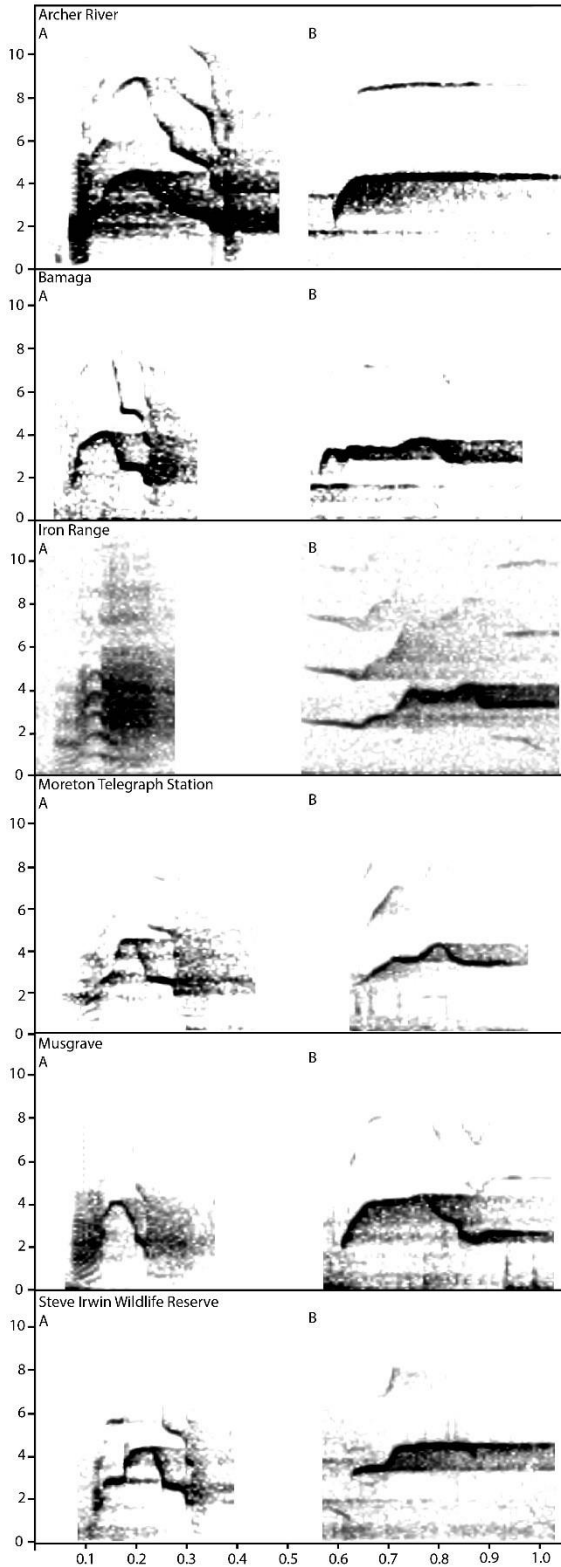 Archer River
A B
10
8
6
4
2
0
Bamaga
A B
10
8
6
4
2
0
Iron Range
A B
10
8
6
4
2
0
Moreton Telegraph Station
A B
10
8
6
4
2
0
Musgrave
A B
10
8
6
4
2
0
Steve Irwin Wildlife Reserve
A B
10
8
6
4
2
0
0.1 0.2 0.3 0.4 0.5 0.6 0.7 0.8 0.9 1.0